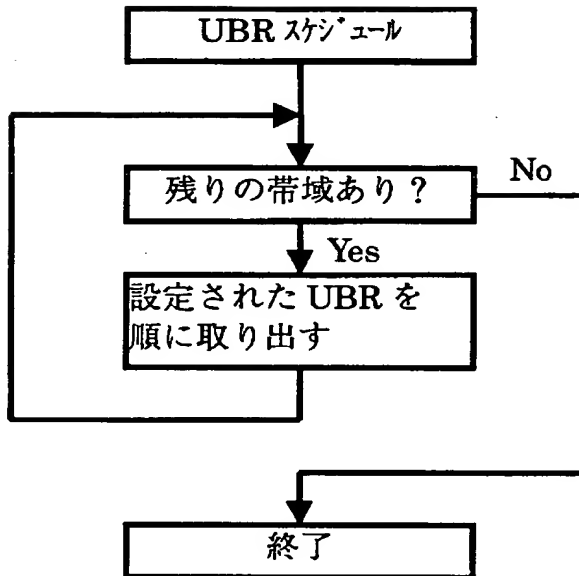 UBR ｽｹｼﾞｭｰﾙ
残りの帯域あり？
No
Yes
設定された UBR を
順に取り出す
終了